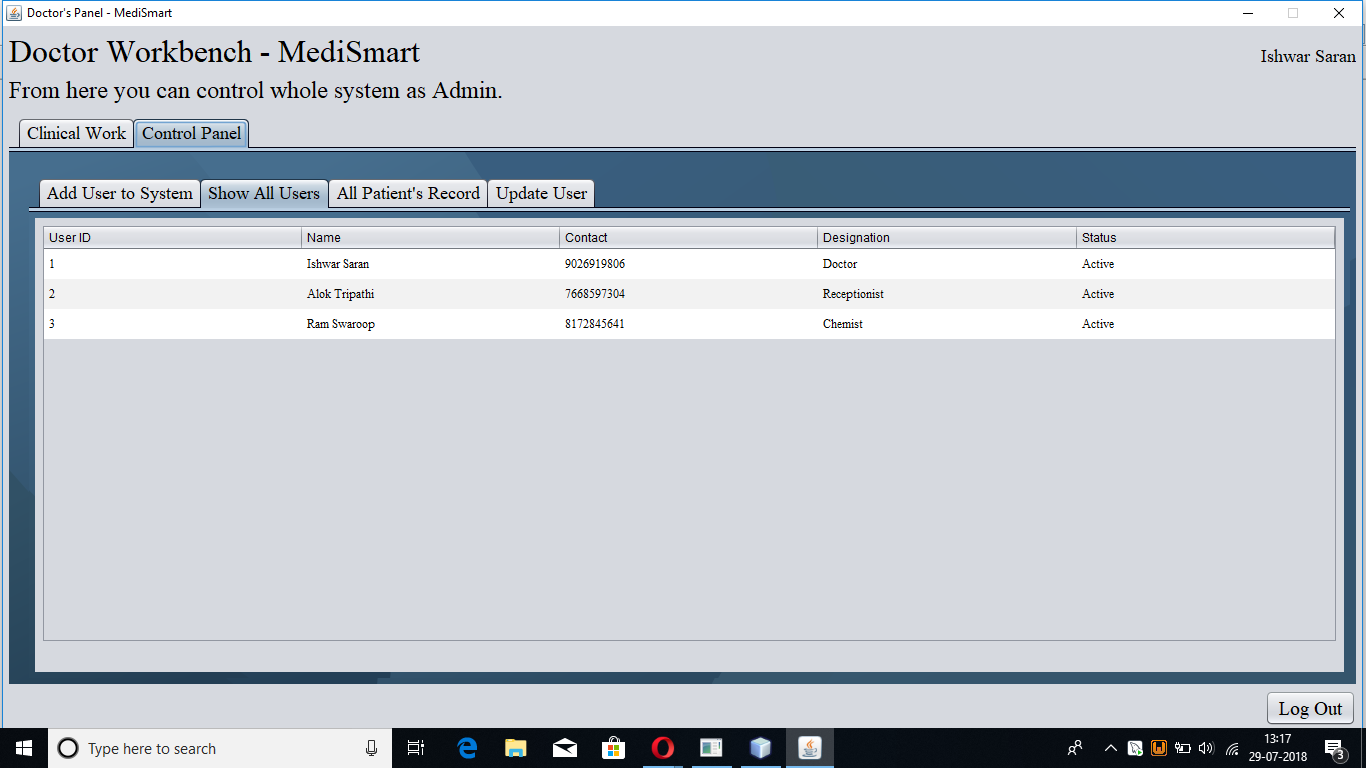 Doctor's Panel - MediSmart
Doctor Workbench - MediSmart
Ishwar Saran
From here you can control whole system as Admin.
Clinical Work Control Panel
Add User to System Show All Users All Patient's Record Update User
User ID Name Contact Designation Status
1 Ishwar Saran 9026919806 Doctor Active
2 Alok Tripathi 7668597304 Receptionist Active
3 Ram Swaroop 8172845641 Chemist Active
Log Out
Type here to search
13:17
29-07-2018
3